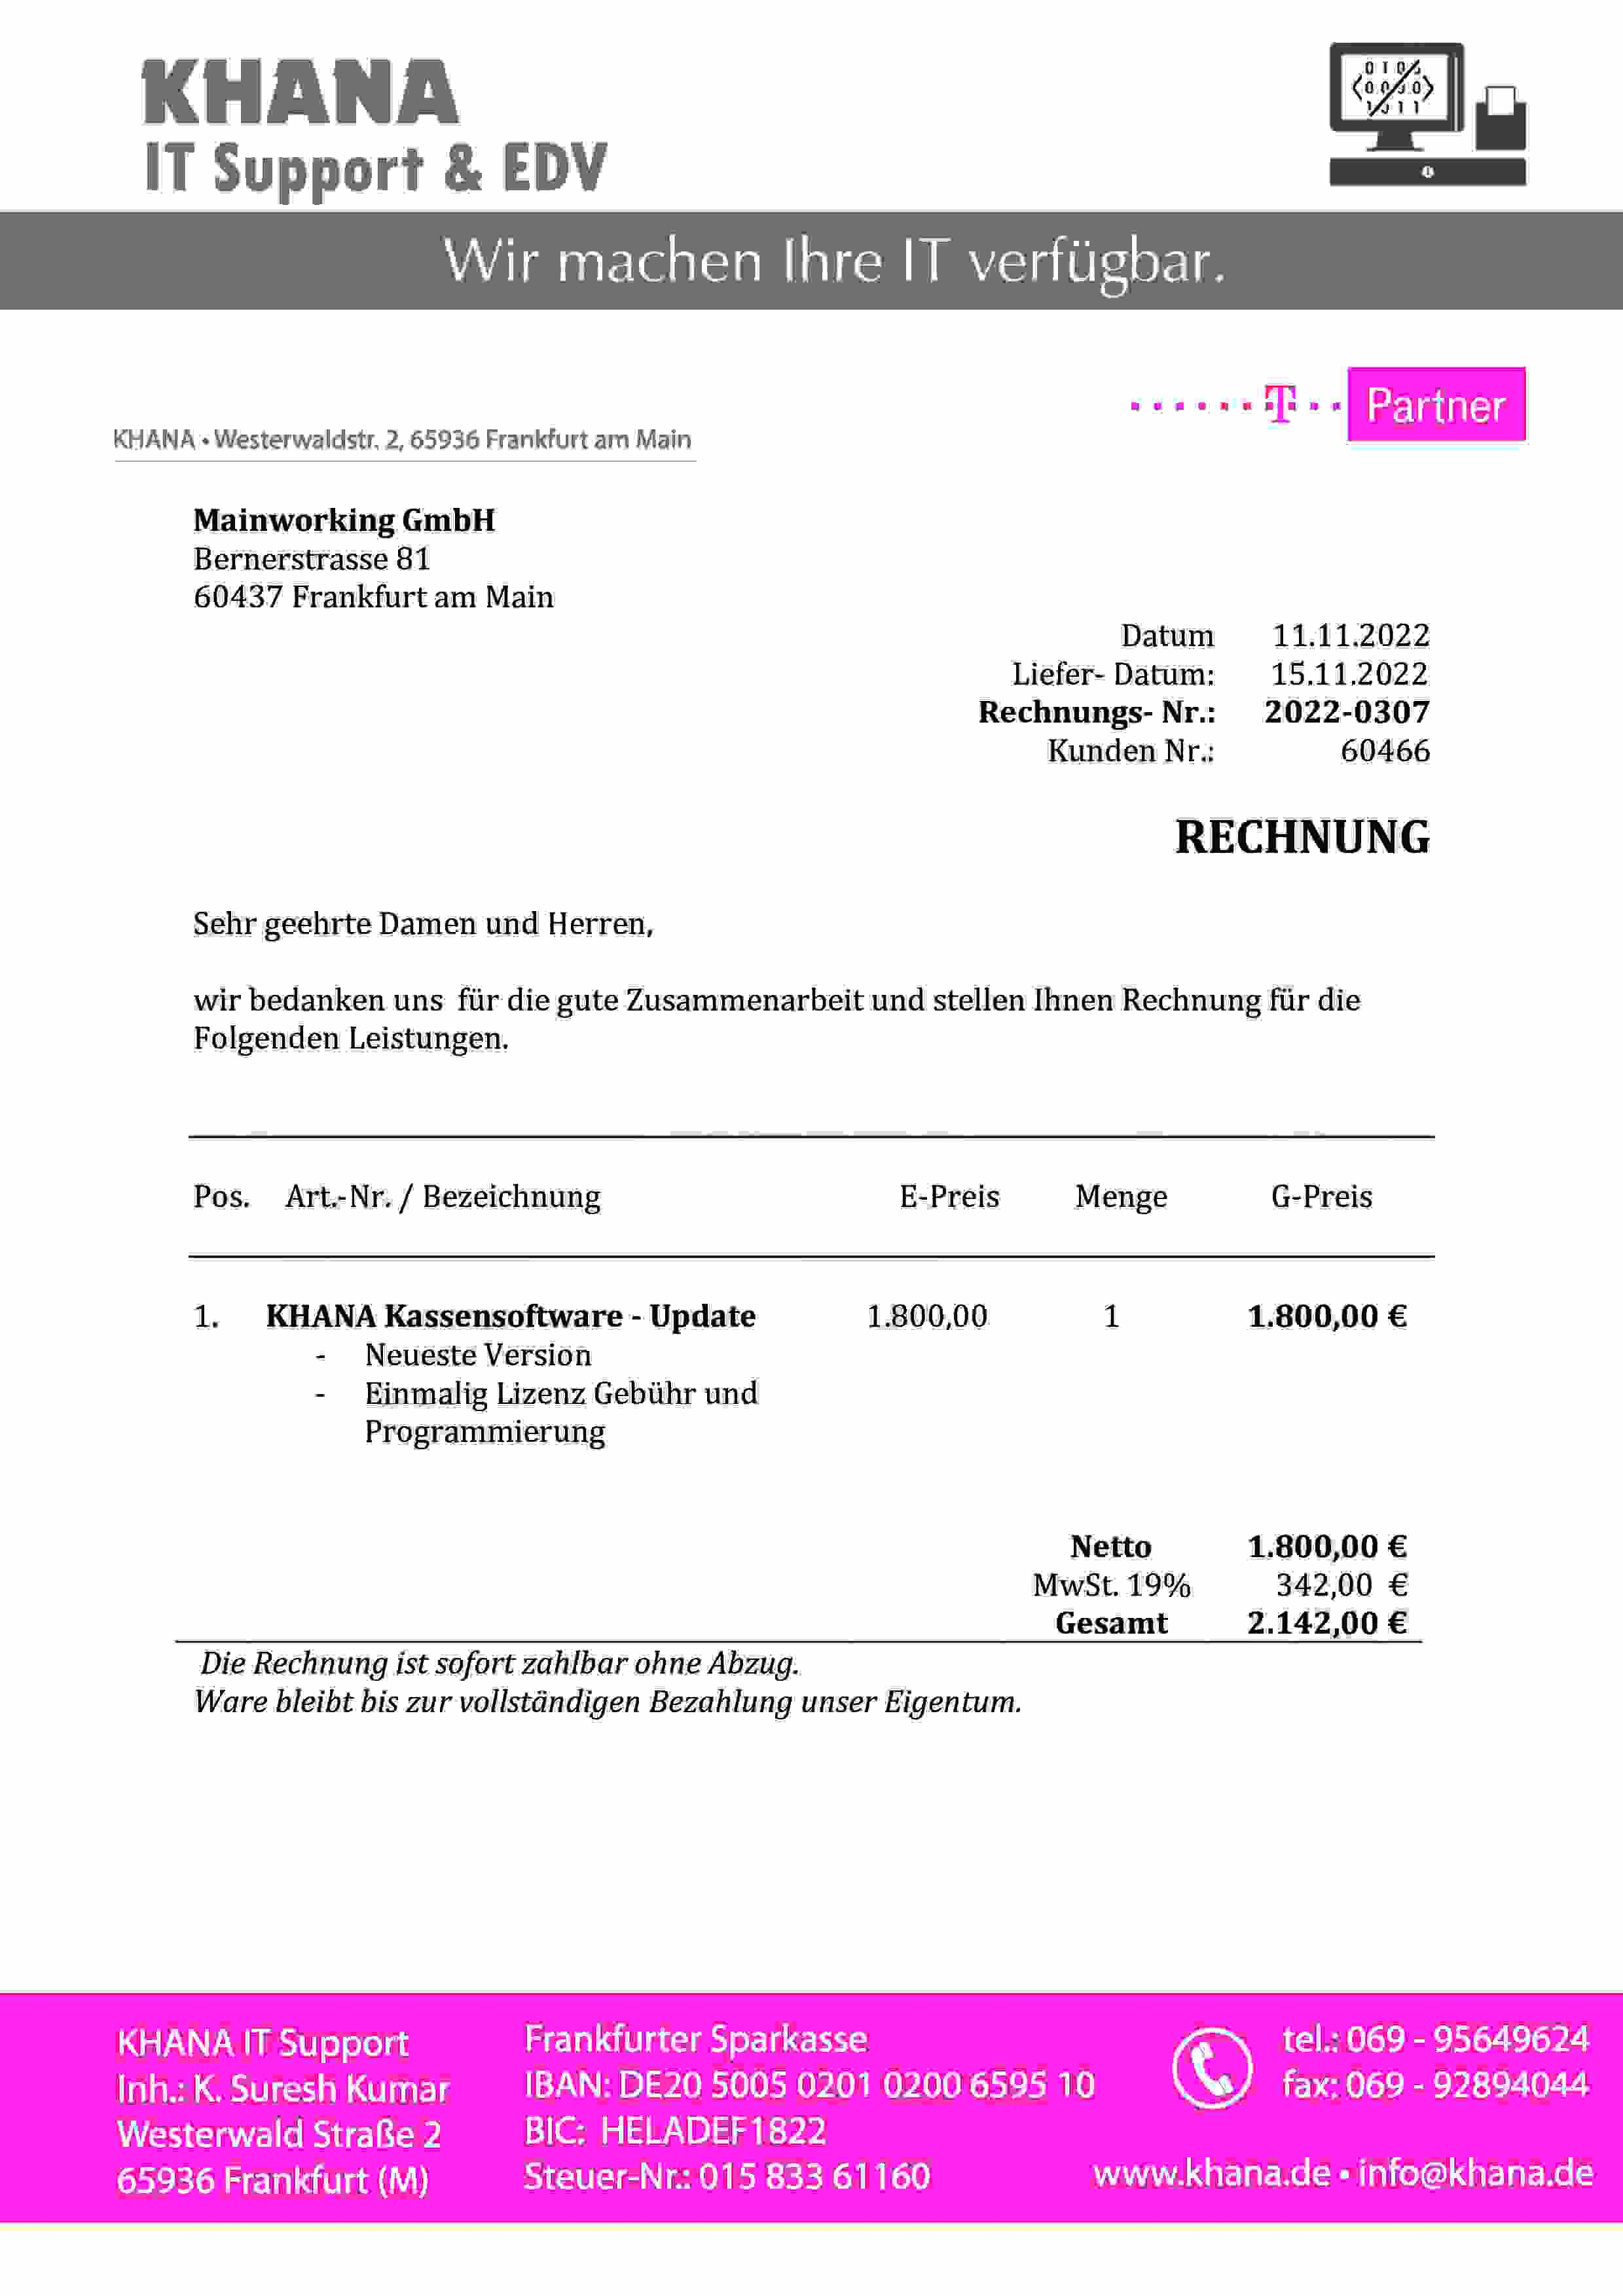 KHANA
IT Support & EDV
Wir machen Ihre IT verfügbar.
T Partner
KHANA • Westerwaldstr. 2, 65936 Frankfurt am Main
Mainworking GmbH
Bernerstrasse 81
60437 Frankfurt am Main
Datum 11.11.2022
Liefer- Datum: 15.11.2022
Rechnungs- Nr.: 2022-0307
Kunden Nr.: 60466
RECHNUNG
Sehr geehrte Damen und Herren,
wir bedanken uns für die gute Zusammenarbeit und stellen Ihnen Rechnung für die
Folgenden Leistungen.
Pos. Art.-Nr. / Bezeichnung E-Preis Menge G-Preis
1. KHANA Kassensoftware - Update 1.800,00 1 1.800,00 €
- Neueste Version
- Einmalig Lizenz Gebühr und
Programmierung
Netto 1.800,00 €
MwSt. 19% 342,00 €
Gesamt 2.142,00 €
Die Rechnung ist sofort zahlbar ohne Abzug.
Ware bleibt bis zur vollständigen Bezahlung unser Eigentum.
KHANA IT Support
Inh.: K. Suresh Kumar
Westerwald Straße 2
65936 Frankfurt (M)
Frankfurter Sparkasse
IBAN: DE20 5005 0201 0200 6595 10
BIC: HELADEF1822
Steuer-Nr.: 015 833 61160
tel.: 069 - 95649624
fax: 069 - 92894044
www.khana.de • info@khana.de